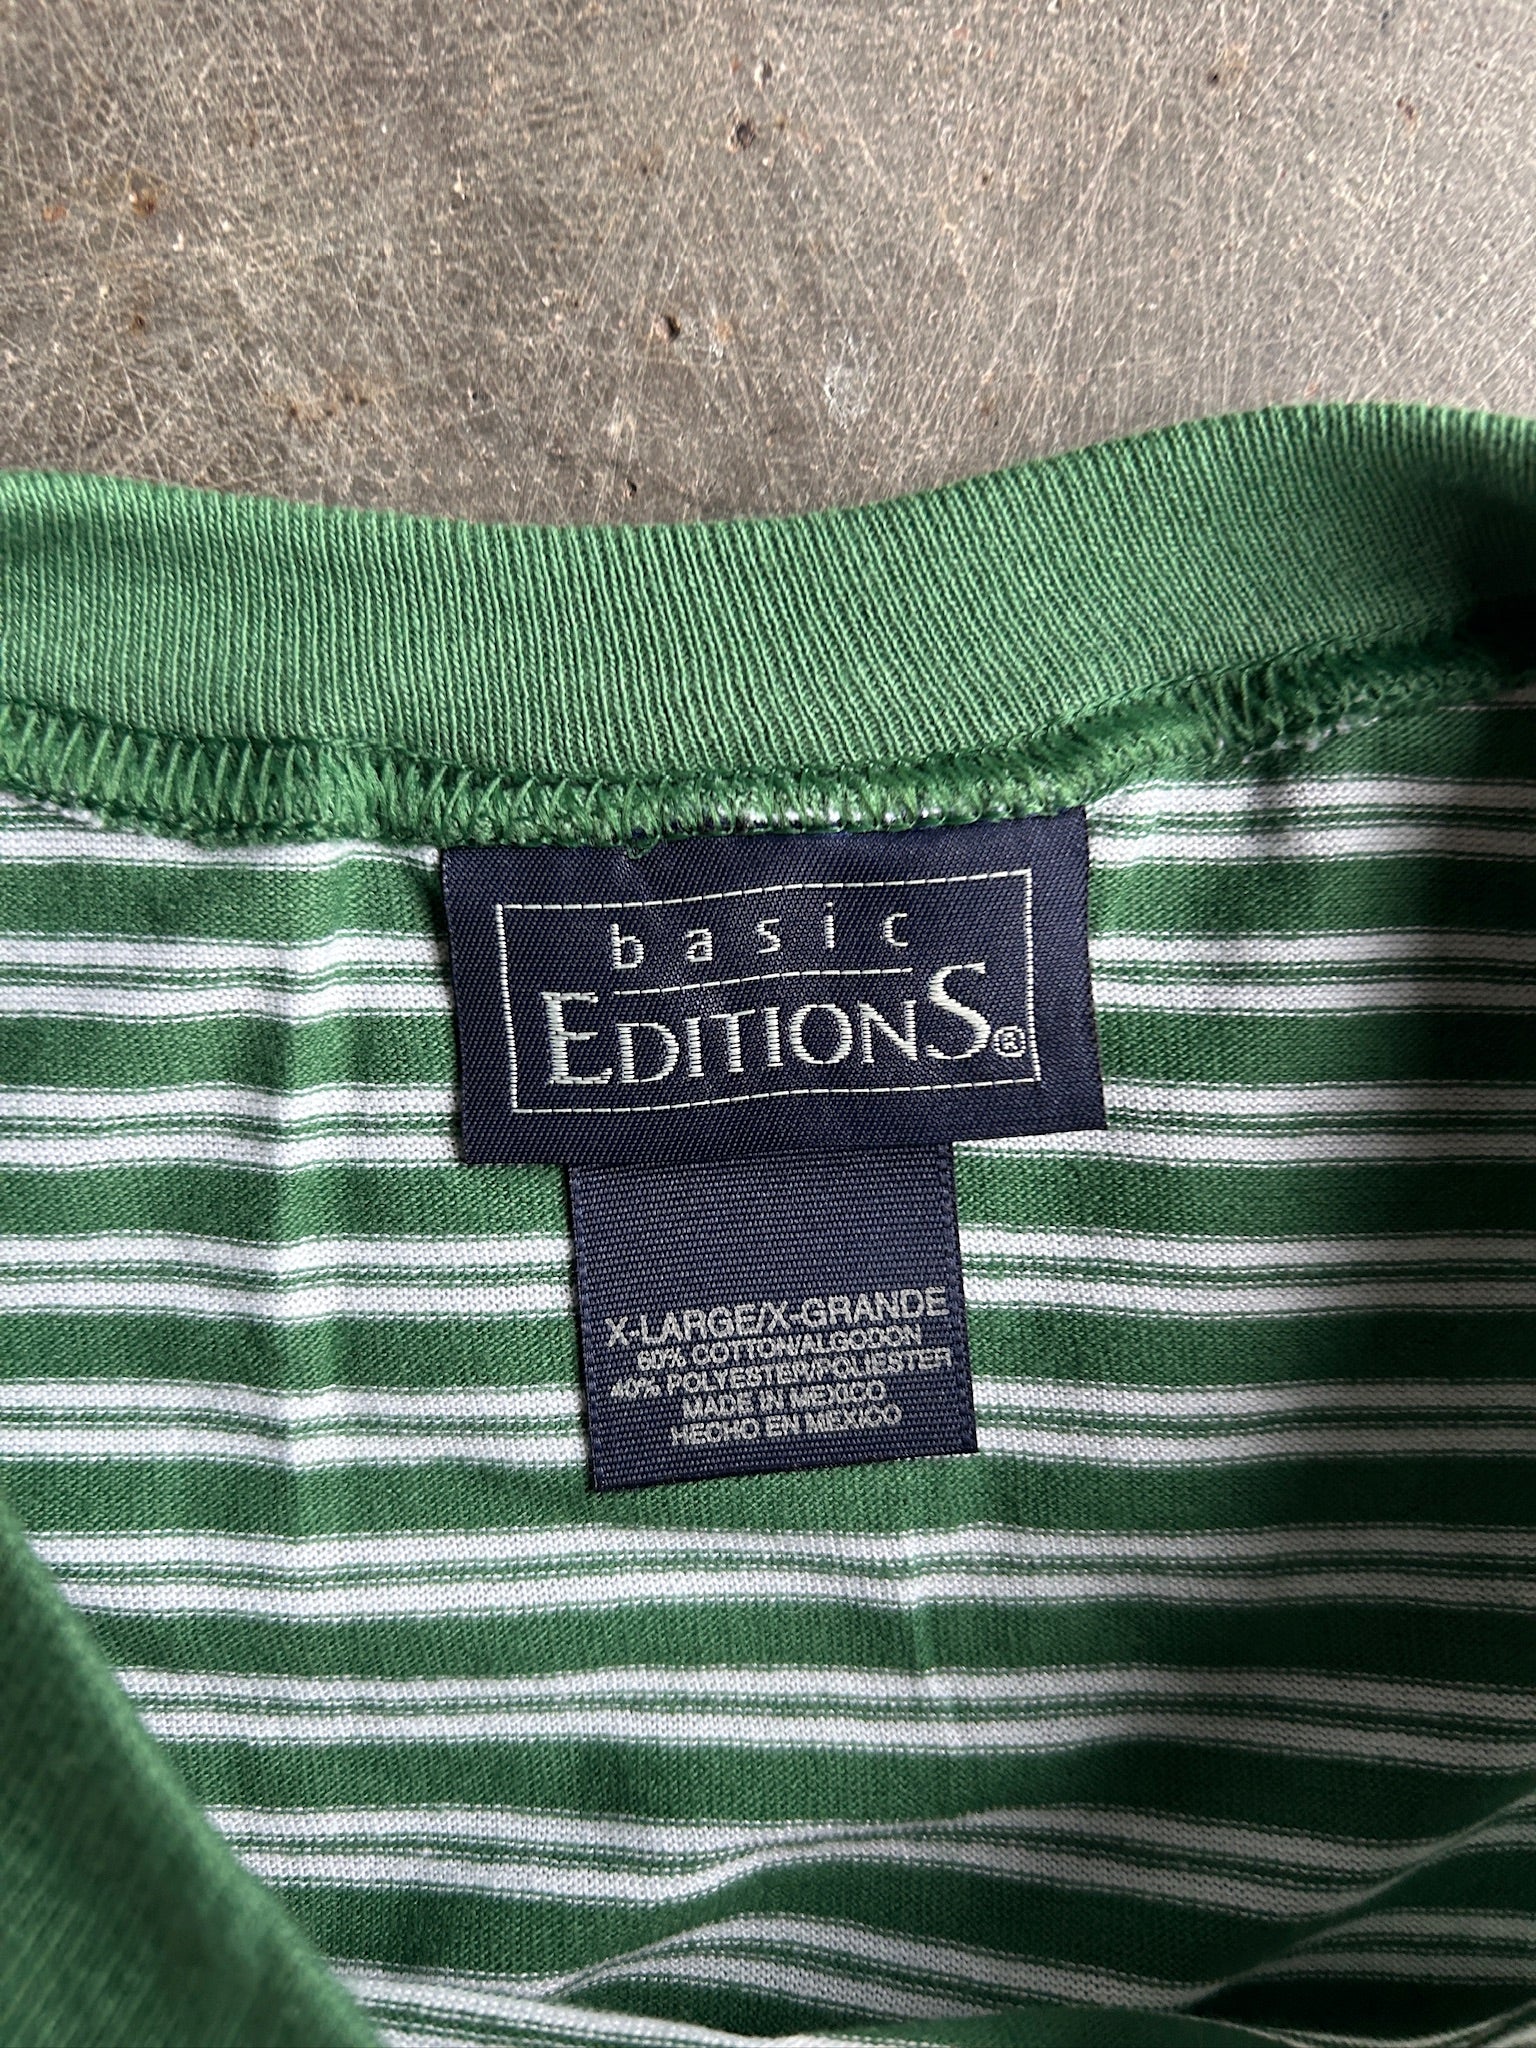 basic
EDITIONS®
X-LARGE/X-GRANDE
60% COTTON/ALGODON
40% POLYESTER/POLIESTER
MADE IN MEXICO
HECHO EN MEXICO